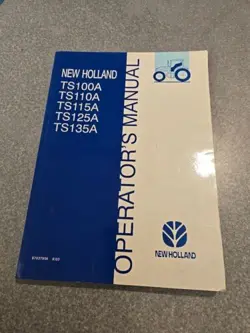 NEW HOLLAND
TS100A
TS110A
TS115A
TS125A
TS135A
OPERATOR'S MANUAL
NEW HOLLAND